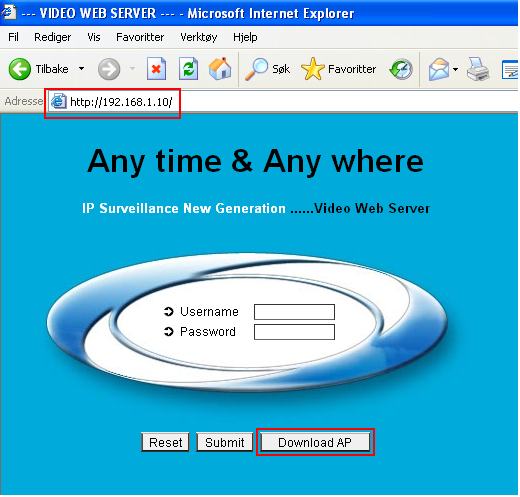 --- VIDEO WEB SERVER --- - Microsoft Internet Explorer
Fil Rediger Vis Favoritter Verktøy Hjelp
Tilbake Søk Favoritter
Adresse http://192.168.1.10/
Any time & Any where
IP Surveillance New Generation ......Video Web Server
Username
Password
Reset Submit Download AP